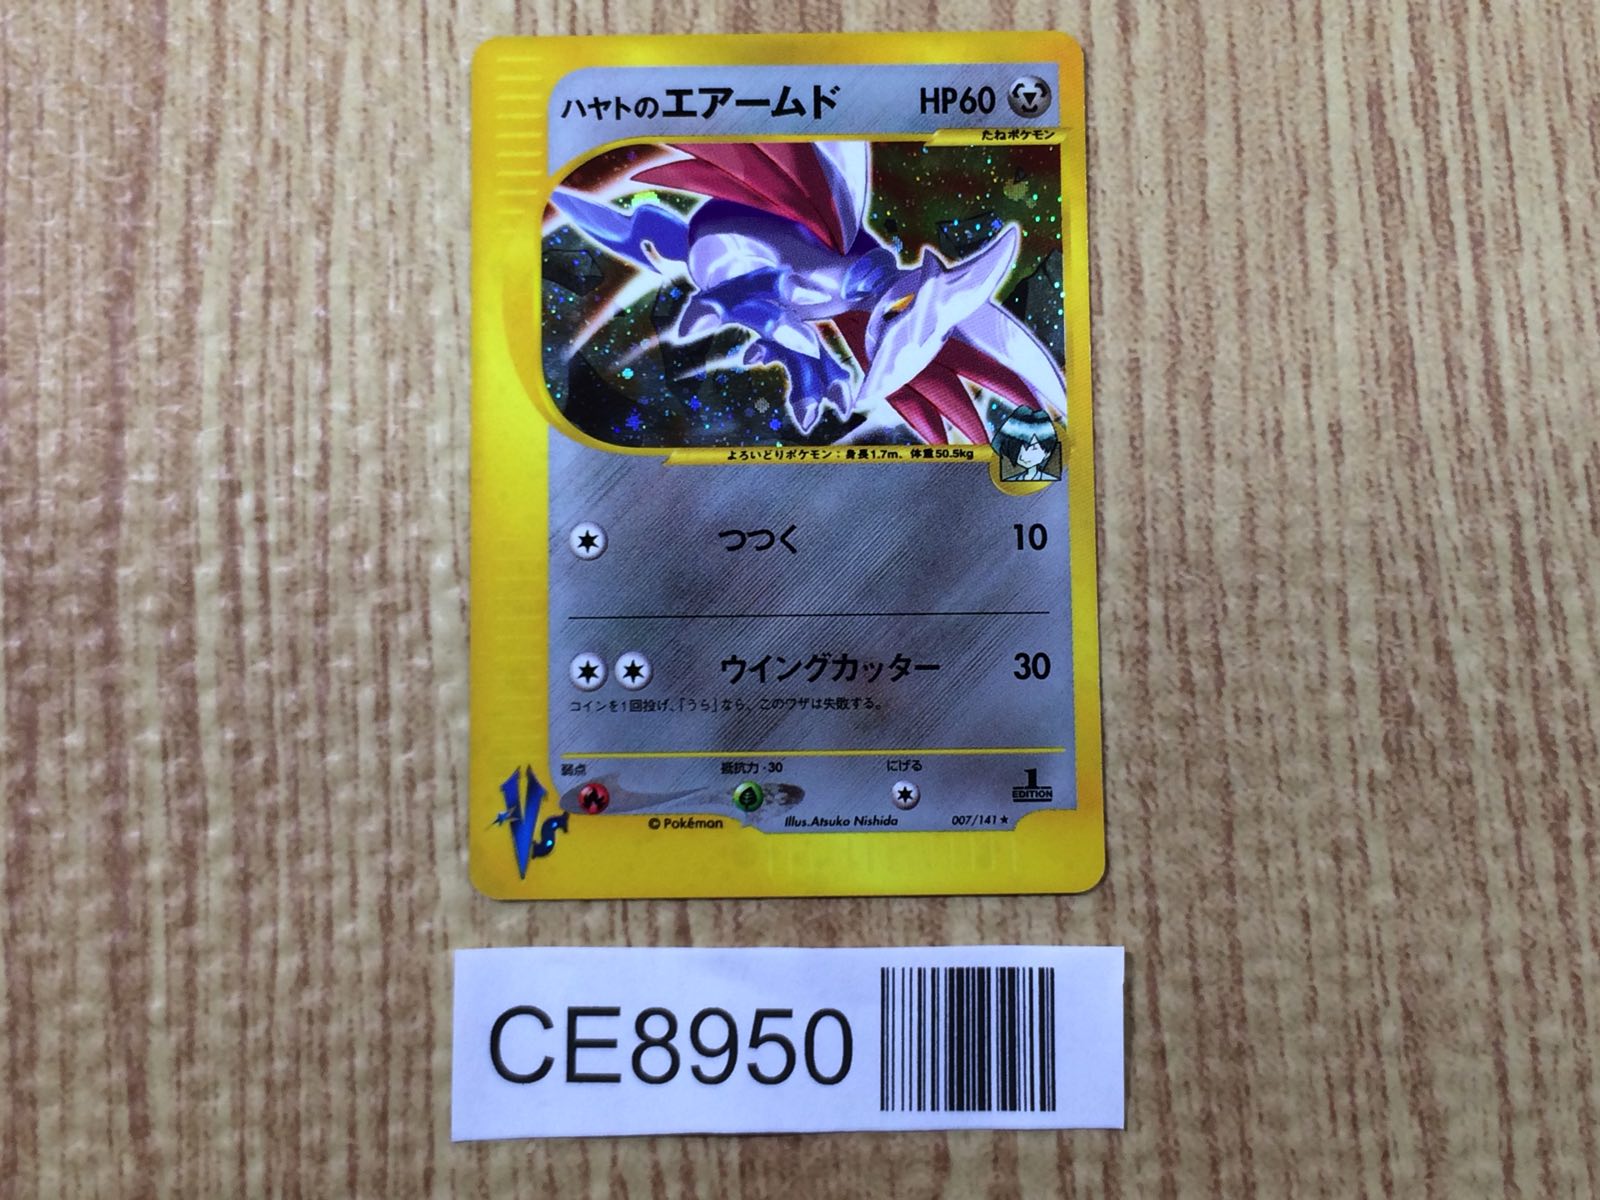 ハヤトのエアームド HP60
たねポケモン
よろいどりポケモン：身長1.7m、体重50.5kg
つつく 10
ウイングカッター 30
コインを1回投げ、「うら」なら、このワザは失敗する。
弱点 抵抗力 -30 にげる
1
EDITION
©Pokémon Illus.Atsuko Nishida 007/141★
Vs
CE8950